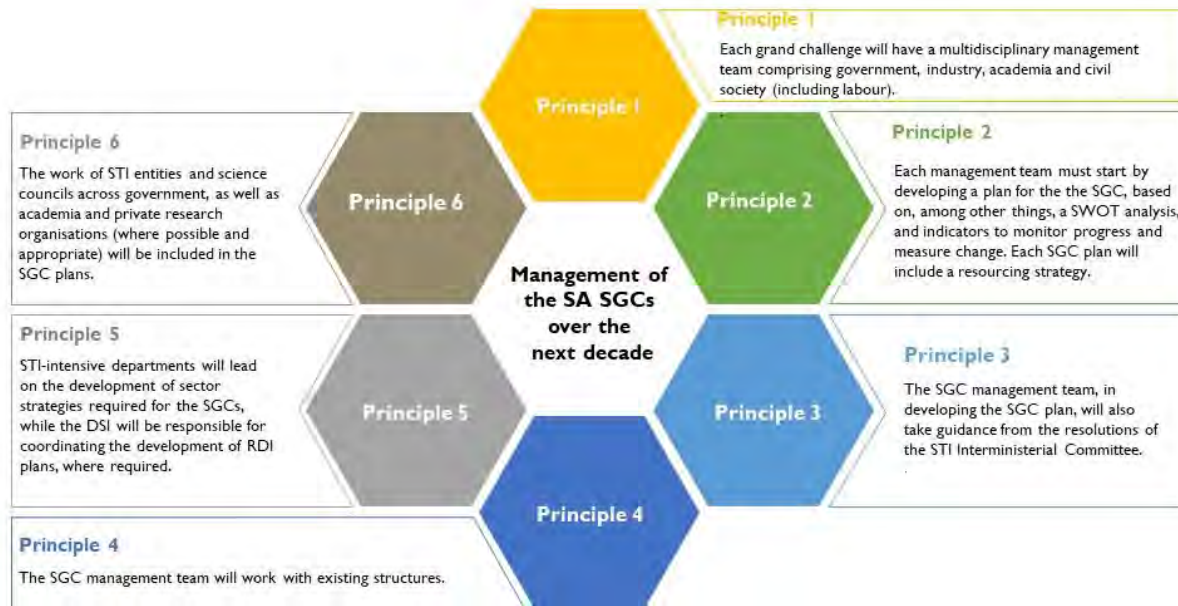 Principle 1
Each grand challenge will have a multidisciplinary management
team comprising government, industry, academia and civil
society (including labour).
.
Principle 1
Principle 2
Each management team must start by
developing a plan for the the SGC, based
on, among other things, a SWOT analysis,
and indicators to monitor progress and
measure change. Each SGC plan will
include a resourcing strategy.
Principle 2
Principle 3
The SGC management team, in
developing the SGC plan, will also
take guidance from the resolutions of
the STI Interministerial Committee.
.
Principle 3
Principle 4
Principle 4
The SGC management team will work with existing structures.
Principle 5
Principle 5
STI-intensive departments will lead
on the development of sector
strategies required for the SGCs,
while the DSI will be responsible for
coordinating the development of RDI
plans, where required.
Principle 6
Principle 6
The work of STI entities and science
councils across government, as well as
academia and private research
organisations (where possible and
appropriate) will be included in the
SGC plans.
Management of
the SA SGCs
over the
next decade